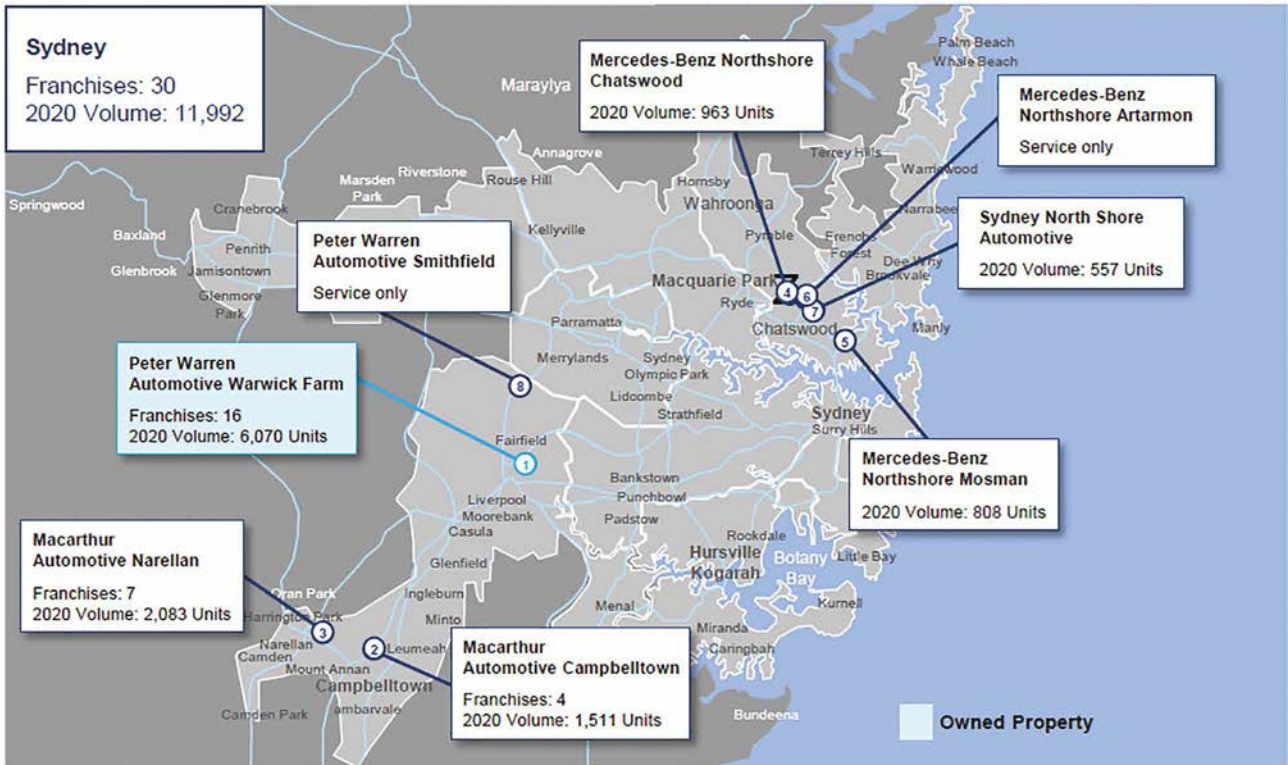 Sydney
Franchises: 30
2020 Volume: 11,992
Mercedes-Benz Northshore
Chatswood
2020 Volume: 963 Units
Mercedes-Benz
Northshore Artarmon
Service only
Sydney North Shore
Automotive
2020 Volume: 557 Units
Peter Warren
Automotive Smithfield
Service only
Peter Warren
Automotive Warwick Farm
Franchises: 16
2020 Volume: 6,070 Units
Mercedes-Benz
Northshore Mosman
2020 Volume: 808 Units
Macarthur
Automotive Narellan
Franchises: 7
2020 Volume: 2,083 Units
Macarthur
Automotive Campbelltown
Franchises: 4
2020 Volume: 1,511 Units
Owned Property
Palm Beach
Whale Beach
Maraylya
Annagrove
Riverstone
Marsden
Park
Rouse Hill
Hornsby
Wahroonga
Terrey Hills
Warriewood
Springwood
Cranebrook
Baxland
Penrith
Glenbrook
Jamisontown
Glenmore
Park
Kellyville
Pymble
Frenchs
Forest
Narrabee
Dee Why
Brookvale
Macquarie Park
Ryde
4
6
7
Chatswood
5
Manly
Parramatta
Merrylands
Sydney
Olympic Park
8
Lidcombe
Strathfield
Sydney
Surry Hills
Fairfield
1
Bankstown
Punchbowl
Liverpool
Moorebank
Casula
Padstow
Rockdale
Hursville
Kogarah
Botany
Bay
Little Bay
Glenfield
Kurnell
Oran Park
Ingleburn
Harrington Park
Minto
Menal
3
Narellan
Camden
2
Leumeah
Miranda
Caringbah
Mount Annan
Campbelltown
Camden Park
ambarvale
Bundeena